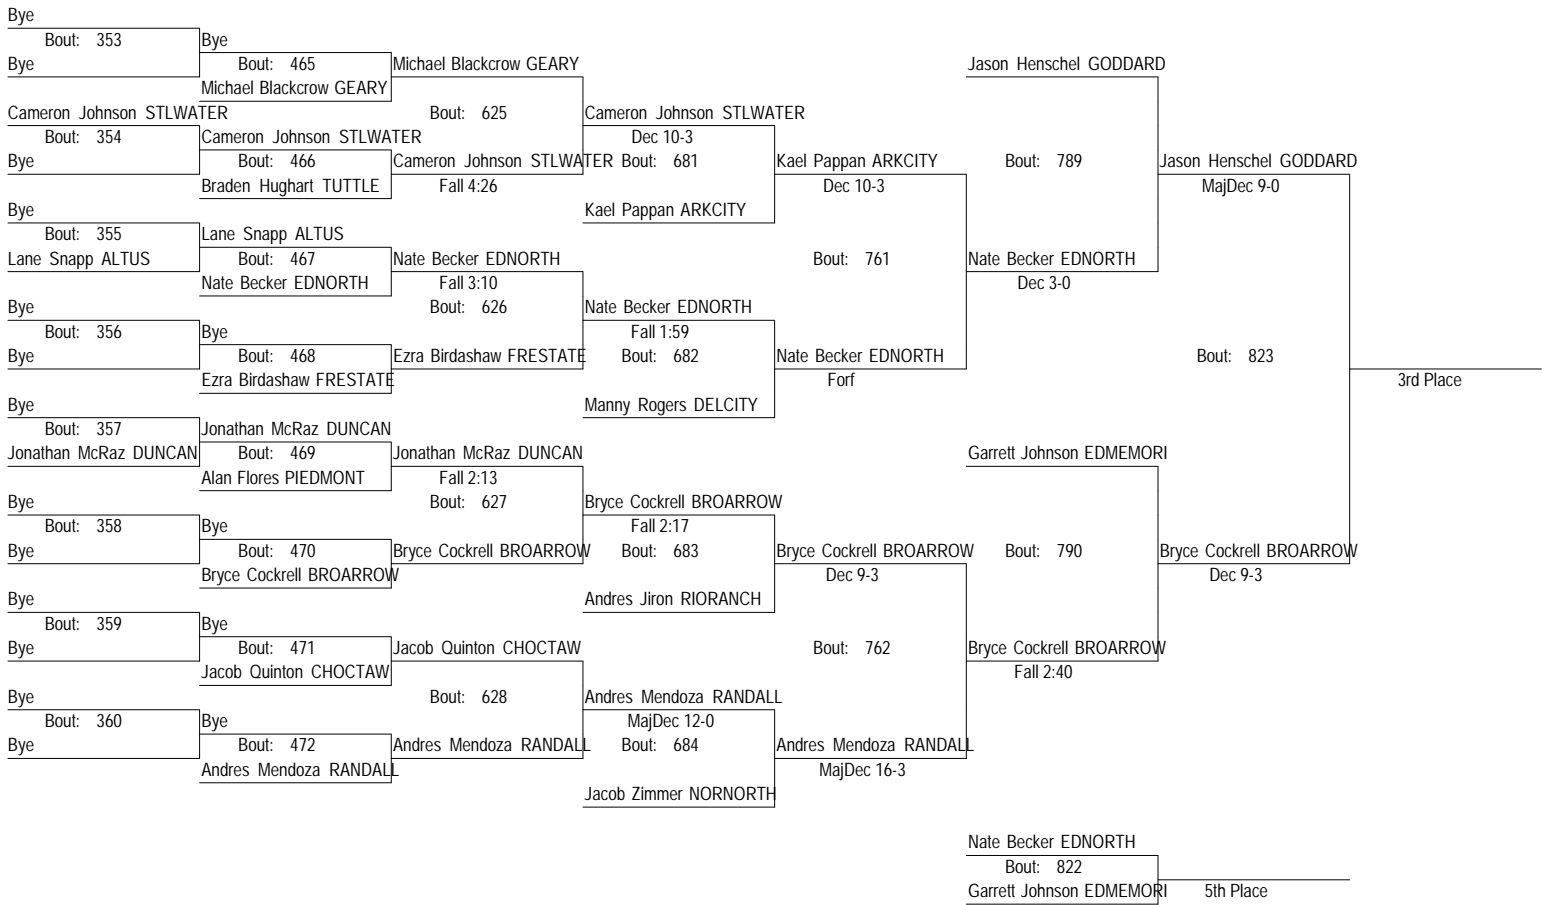 Bye
Bout: 353
Bye
Bye
Bout: 465
Michael Blackcrow GEARY
Michael Blackcrow GEARY
Jason Henschel GODDARD
Cameron Johnson STLWATER
Bout: 625
Cameron Johnson STLWATER
Bout: 354
Cameron Johnson STLWATER
Dec 10-3
Bye
Bout: 466
Cameron Johnson STLWATER
Bout: 681
Kael Pappan ARKCITY
Bout: 789
Jason Henschel GODDARD
Braden Hughart TUTTLE
Fall 4:26
Dec 10-3
MajDec 9-0
Bye
Kael Pappan ARKCITY
Bout: 355
Lane Snapp ALTUS
Lane Snapp ALTUS
Bout: 467
Nate Becker EDNORTH
Bout: 761
Nate Becker EDNORTH
Nate Becker EDNORTH
Fall 3:10
Dec 3-0
Bye
Bout: 626
Nate Becker EDNORTH
Bout: 356
Bye
Fall 1:59
Bye
Bout: 468
Ezra Birdashaw FRESTATE
Bout: 682
Nate Becker EDNORTH
Bout: 823
Ezra Birdashaw FRESTATE
Forf
3rd Place
Bye
Manny Rogers DELCITY
Bout: 357
Jonathan McRaz DUNCAN
Jonathan McRaz DUNCAN
Bout: 469
Jonathan McRaz DUNCAN
Garrett Johnson EDMEMORI
Alan Flores PIEDMONT
Fall 2:13
Bye
Bout: 627
Bryce Cockrell BROARROW
Bout: 358
Bye
Fall 2:17
Bye
Bout: 470
Bryce Cockrell BROARROW
Bout: 683
Bryce Cockrell BROARROW
Bout: 790
Bryce Cockrell BROARROW
Bryce Cockrell BROARROW
Dec 9-3
Dec 9-3
Bye
Andres Jiron RIORANCH
Bout: 359
Bye
Bye
Bout: 471
Jacob Quinton CHOCTAW
Bout: 762
Bryce Cockrell BROARROW
Jacob Quinton CHOCTAW
Fall 2:40
Bye
Bout: 628
Andres Mendoza RANDALL
Bout: 360
Bye
MajDec 12-0
Bye
Bout: 472
Andres Mendoza RANDALL
Bout: 684
Andres Mendoza RANDALL
Andres Mendoza RANDALL
MajDec 16-3
Jacob Zimmer NORNORTH
Nate Becker EDNORTH
Bout: 822
Garrett Johnson EDMEMORI
5th Place